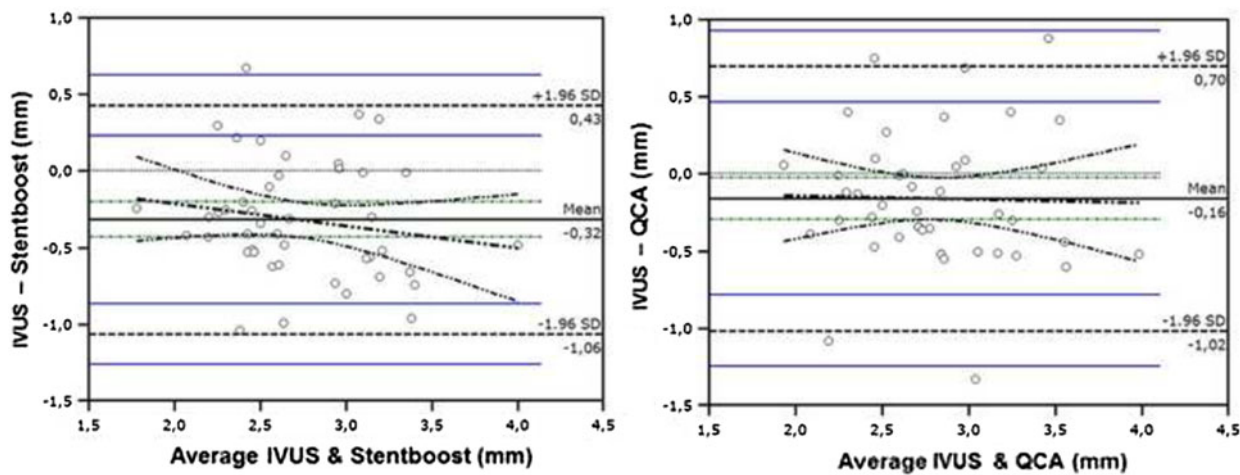 1,0
0,5
0,0
-0,5
-1,0
-1,5
IVUS – Stentboost (mm)
+1.96 SD
0,43
Mean
-0,32
-1.96 SD
-1,06
1,5 2,0 2,5 3,0 3,5 4,0 4,5
Average IVUS & Stentboost (mm)
1,0
0,5
0,0
-0,5
-1,0
-1,5
IVUS – QCA (mm)
+1.96 SD
0,70
Mean
-0,16
-1.96 SD
-1,02
1,5 2,0 2,5 3,0 3,5 4,0 4,5
Average IVUS & QCA (mm)